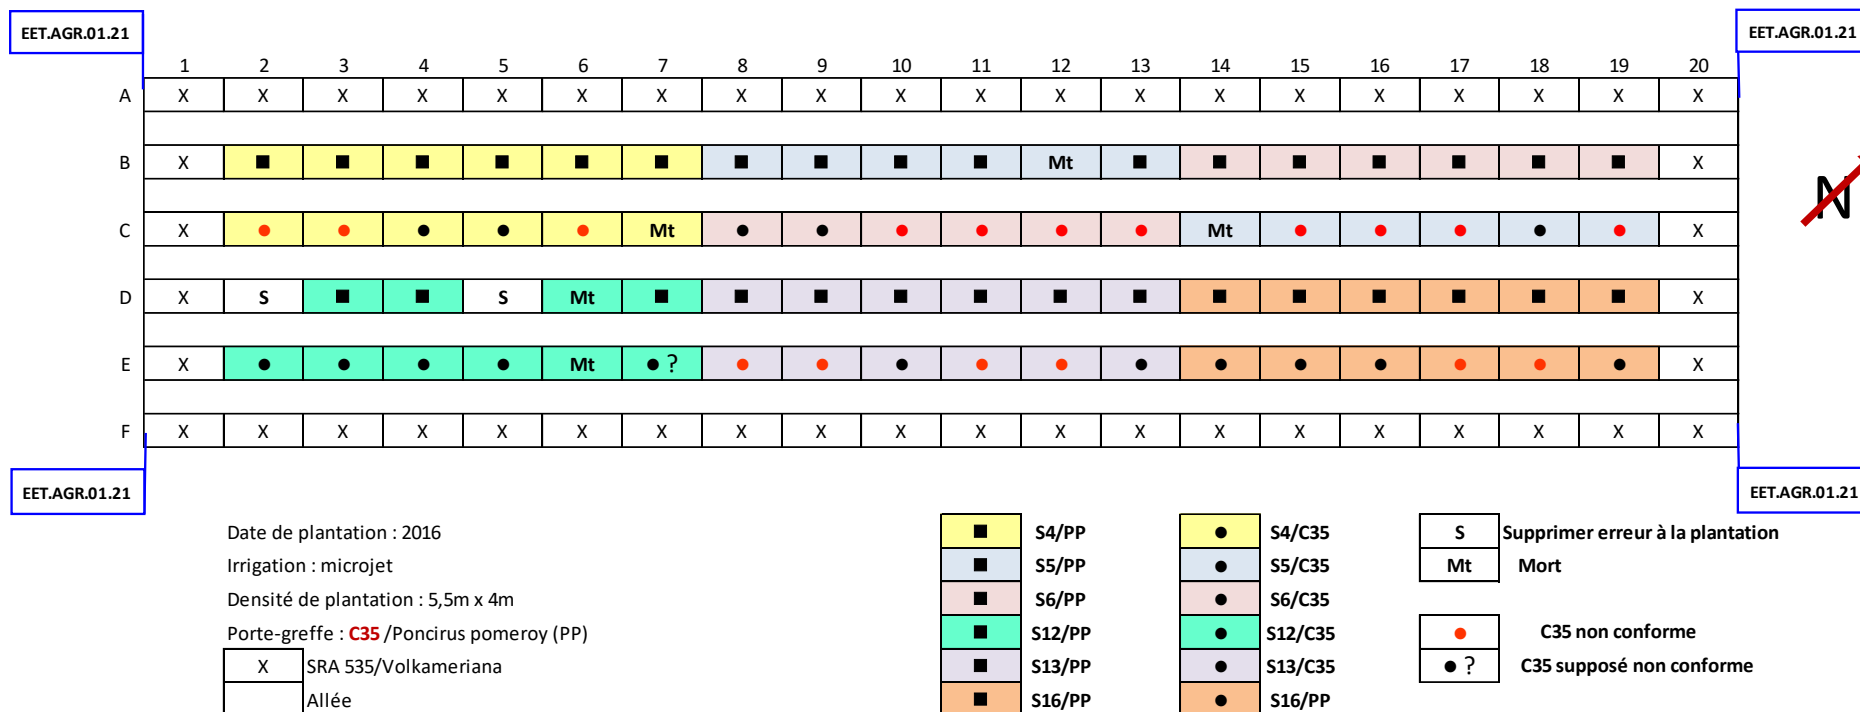 EET.AGR.01.21 EET.AGR.01.21
1 2 3 4 5 6 7 8 9 10 11 12 13 14 15 16 17 18 19 20
A X X X X X X X X X X X X X X X X X X X X
B X ■ ■ ■ ■ ■ ■ ■ ■ ■ ■ Mt ■ ■ ■ ■ ■ ■ ■ X
N
C X ● ● ● ● ● Mt ● ● ● ● ● ● Mt ● ● ● ● ● X
D X S ■ ■ S Mt ■ ■ ■ ■ ■ ■ ■ ■ ■ ■ ■ ■ ■ X
E X ● ● ● ● Mt ● ? ● ● ● ● ● ● ● ● ● ● ● ● X
F X X X X X X X X X X X X X X X X X X X X
EET.AGR.01.21 EET.AGR.01.21
Date de plantation : 2016
Irrigation : microjet
Densité de plantation : 5,5m x 4m
Porte-greffe : C35 /Poncirus pomeroy (PP)
X SRA 535/Volkameriana
Allée
■ S4/PP
■ S5/PP
■ S6/PP
■ S12/PP
■ S13/PP
■ S16/PP
● S4/C35
● S5/C35
● S6/C35
● S12/C35
● S13/C35
● S16/PP
S Supprimer erreur à la plantation
Mt Mort
● C35 non conforme
● ? C35 supposé non conforme